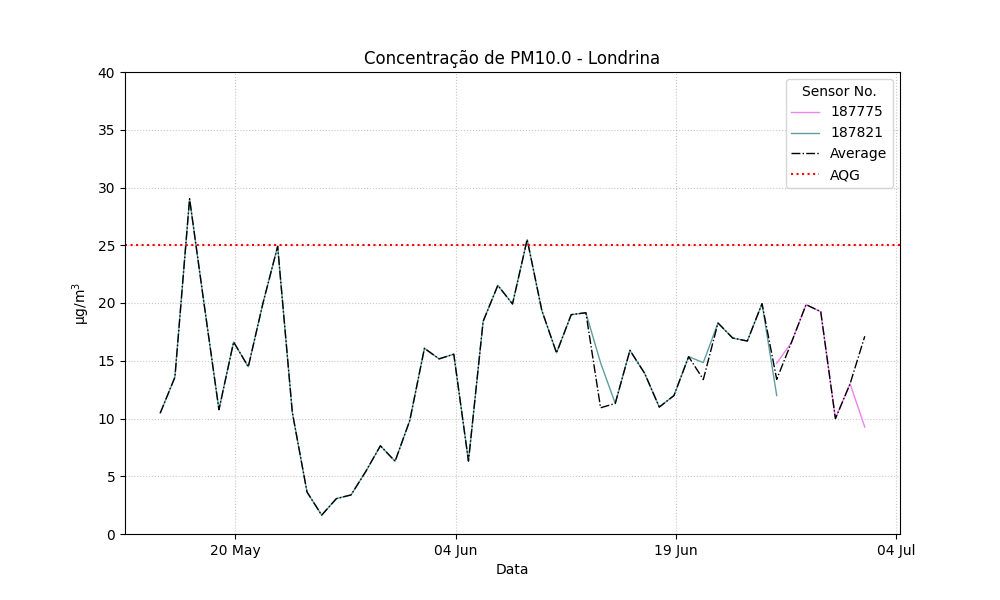 Concentração de PM10.0 - Londrina
40
35
30
25
20
15
10
5
0
µg/m³
Sensor No.
187775
187821
Average
AQG
20 May
04 Jun
19 Jun
04 Jul
Data